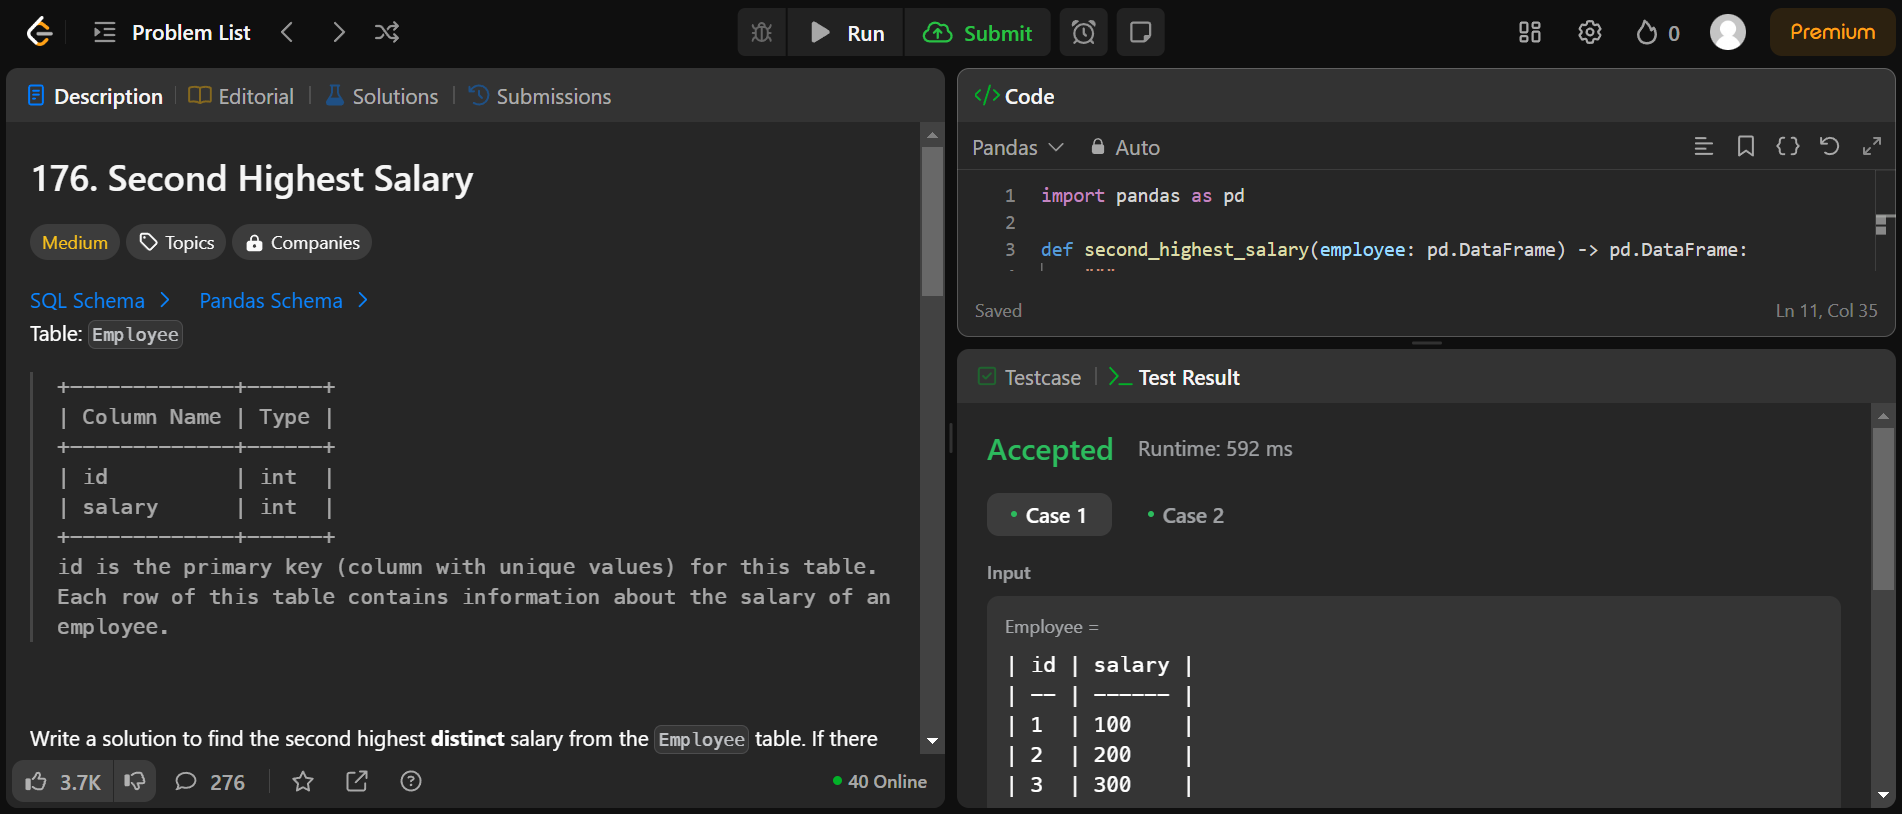 Problem List
Run
Submit
0
Premium
Description
Editorial
Solutions
Submissions
176. Second Highest Salary
Medium
Topics
Companies
SQL Schema
Pandas Schema
Table: Employee
+-------------+------+
| Column Name | Type |
+-------------+------+
| id          | int  |
| salary      | int  |
+-------------+------+
id is the primary key (column with unique values) for this table.
Each row of this table contains information about the salary of an
employee.
Write a solution to find the second highest distinct salary from the Employee table. If there
3.7K
276
40 Online
</> Code
Pandas
Auto
1 import pandas as pd
2
3 def second_highest_salary(employee: pd.DataFrame) -> pd.DataFrame:
"""
Saved
Ln 11, Col 35
Testcase
Test Result
Accepted
Runtime: 592 ms
Case 1
Case 2
Input
Employee =
| id | salary |
| -- | ------ |
| 1  | 100    |
| 2  | 200    |
| 3  | 300    |